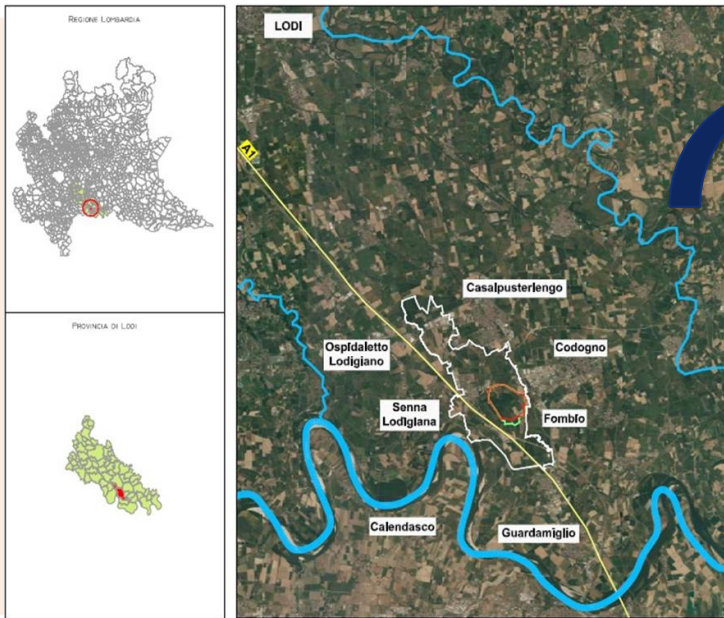 REGIONE LOMBARDIA
PROVINCIA DI LODI
LODI
A1
Casalpusterlengo
Ospidaletto
Lodigiano
Codogno
Senna
Lodigiana
Fombio
Calendasco
Guardamiglio